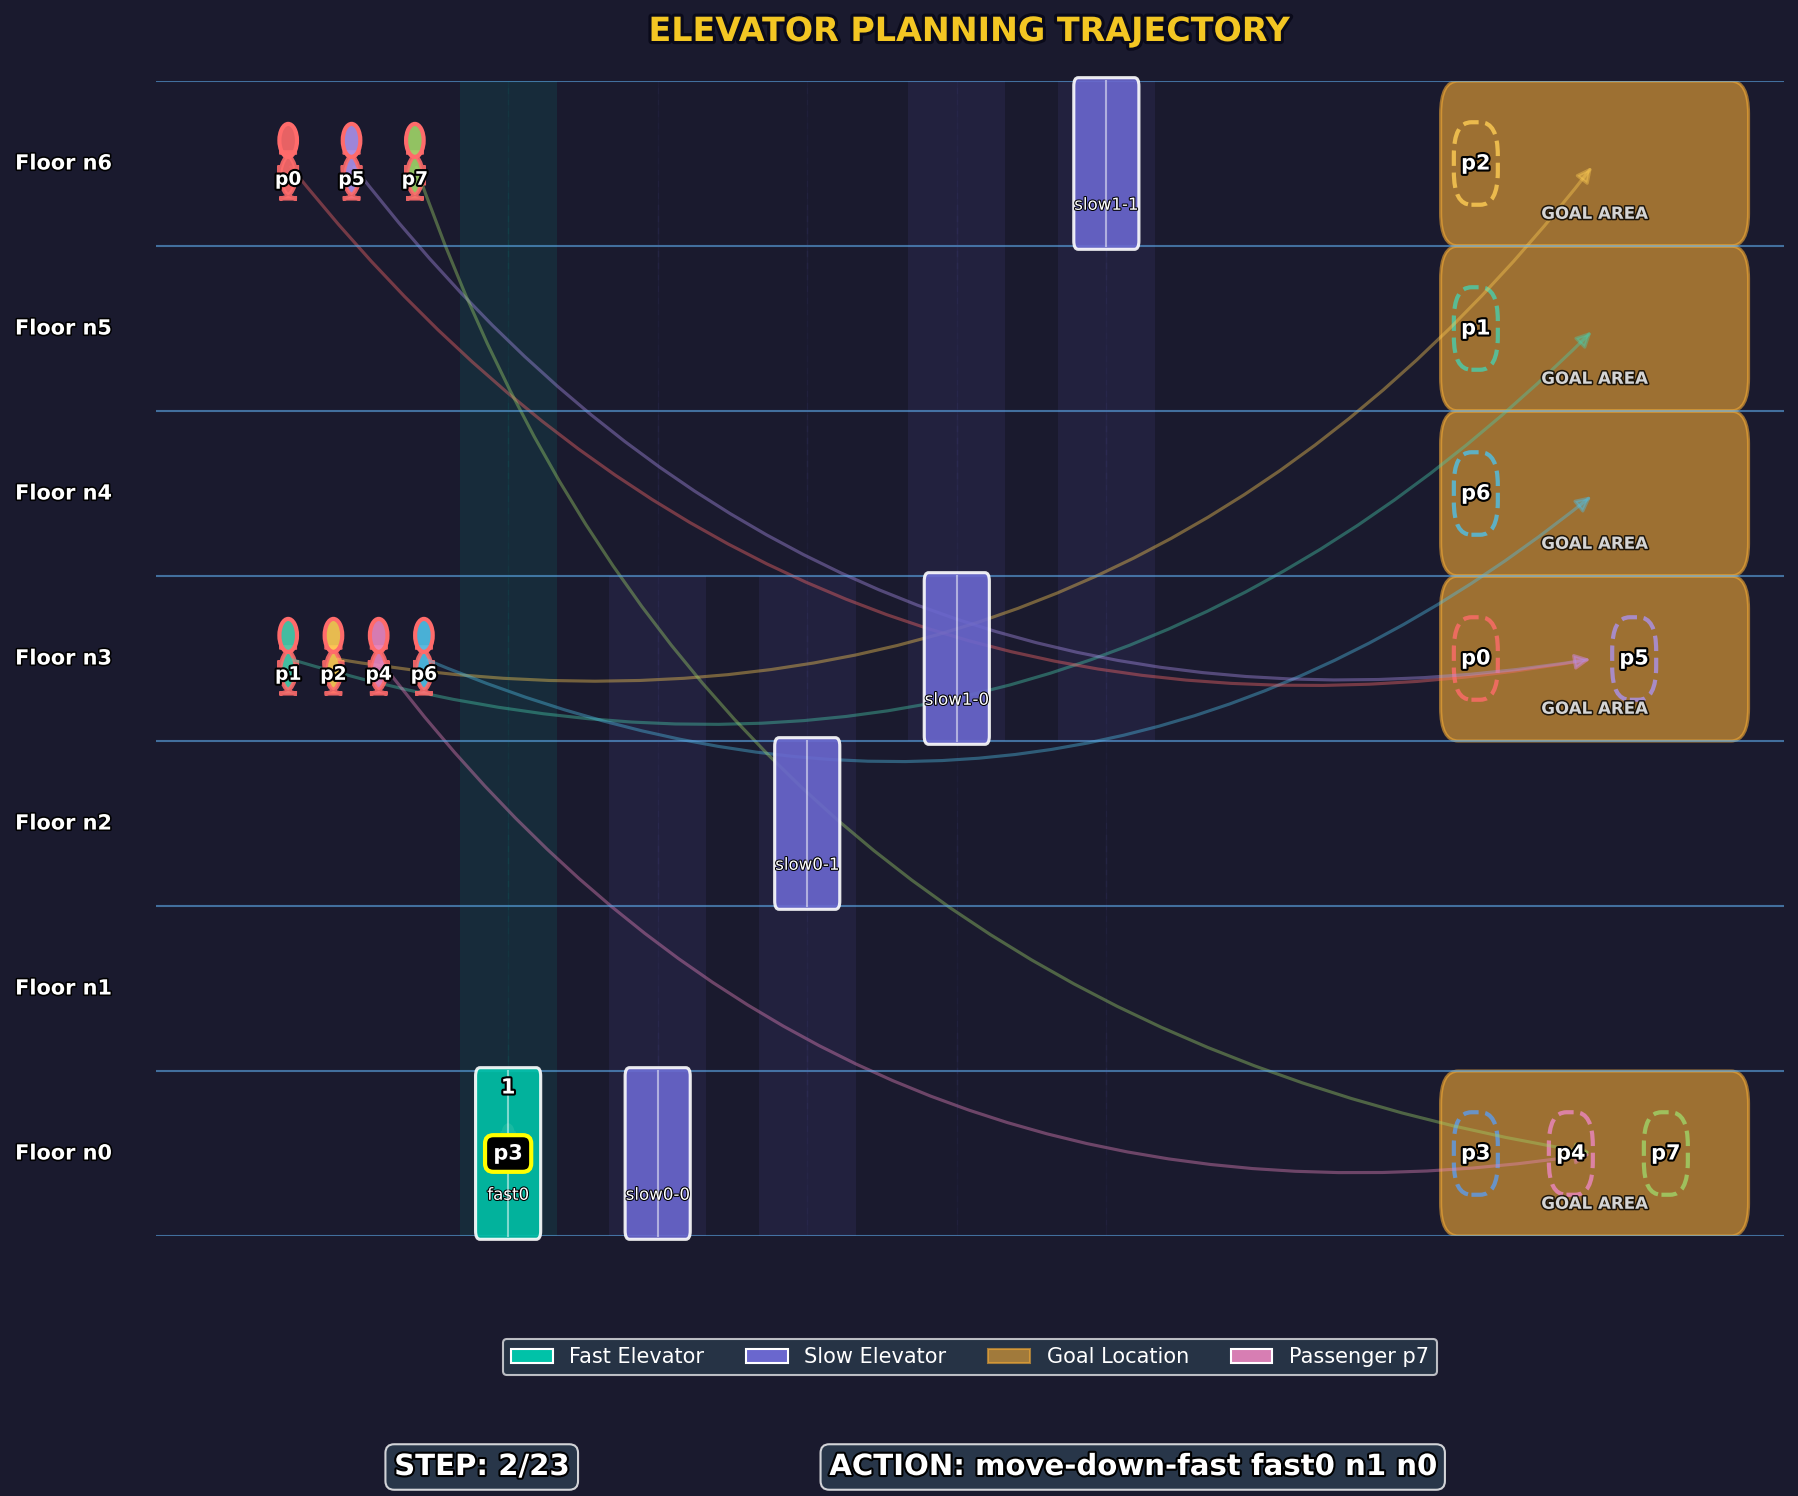 ELEVATOR PLANNING TRAJECTORY
Floor n6
p0 p5 p7
slow1-1
p2
GOAL AREA
Floor n5
p1
GOAL AREA
Floor n4
p6
GOAL AREA
Floor n3
p1 p2 p4 p6
slow1-0
p0 p5
GOAL AREA
Floor n2
slow0-1
Floor n1
Floor n0
1
p3
fast0
slow0-0
p3 p4 p7
GOAL AREA
Fast Elevator Slow Elevator Goal Location Passenger p7
STEP: 2/23 ACTION: move-down-fast fast0 n1 n0